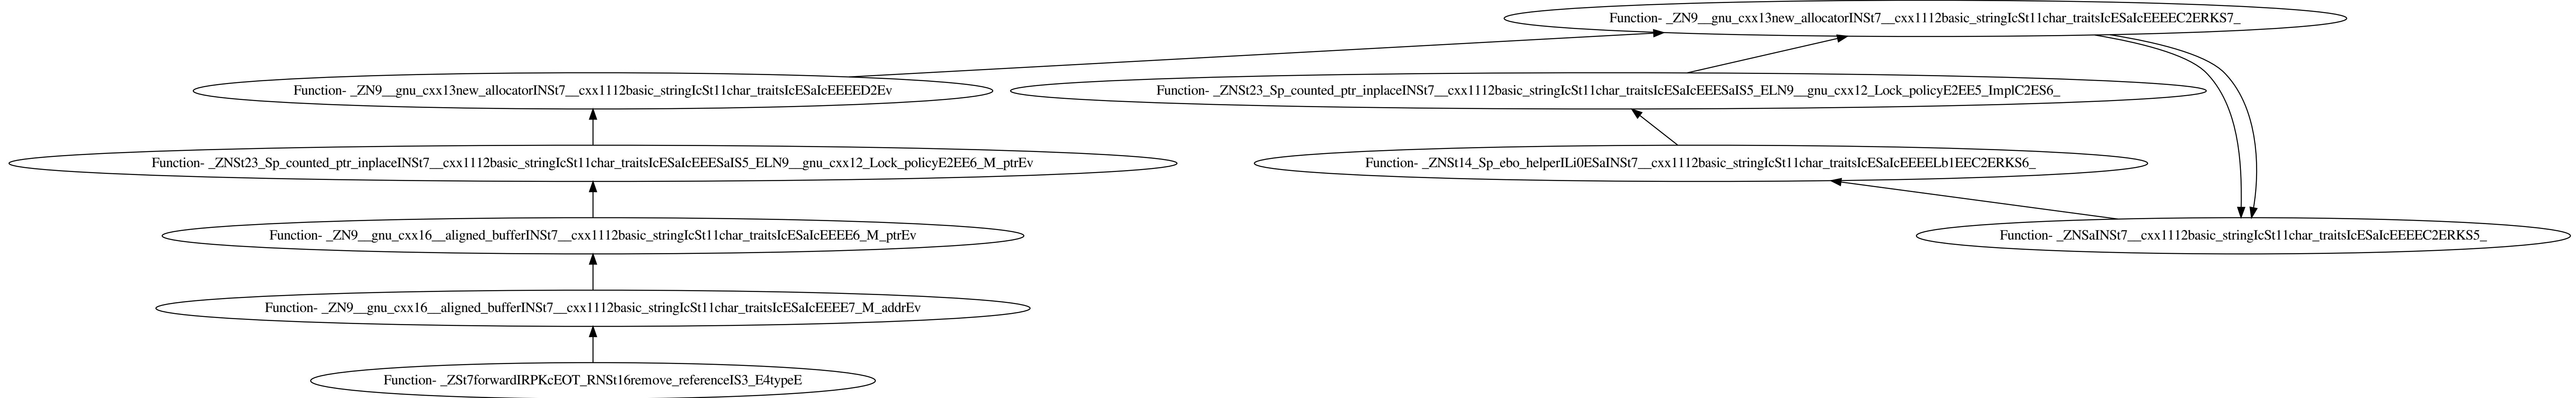 Function- _ZN9__gnu_cxx13new_allocatorINSt7__cxx1112basic_stringIcSt11char_traitsIcESaIcEEEEC2ERKS7_
Function- _ZN9__gnu_cxx13new_allocatorINSt7__cxx1112basic_stringIcSt11char_traitsIcESaIcEEEED2Ev
Function- _ZNSt23_Sp_counted_ptr_inplaceINSt7__cxx1112basic_stringIcSt11char_traitsIcESaIcEEESaIS5_ELN9__gnu_cxx12_Lock_policyE2EE5_ImplC2ES6_
Function- _ZNSt23_Sp_counted_ptr_inplaceINSt7__cxx1112basic_stringIcSt11char_traitsIcESaIcEEESaIS5_ELN9__gnu_cxx12_Lock_policyE2EE6_M_ptrEv
Function- _ZNSt14_Sp_ebo_helperILi0ESaINSt7__cxx1112basic_stringIcSt11char_traitsIcESaIcEEEELb1EEC2ERKS6_
Function- _ZN9__gnu_cxx16__aligned_bufferINSt7__cxx1112basic_stringIcSt11char_traitsIcESaIcEEEE6_M_ptrEv
Function- _ZNSaINSt7__cxx1112basic_stringIcSt11char_traitsIcESaIcEEEEC2ERKS5_
Function- _ZN9__gnu_cxx16__aligned_bufferINSt7__cxx1112basic_stringIcSt11char_traitsIcESaIcEEEE7_M_addrEv
Function- _ZSt7forwardIRPKcEOT_RNSt16remove_referenceIS3_E4typeE